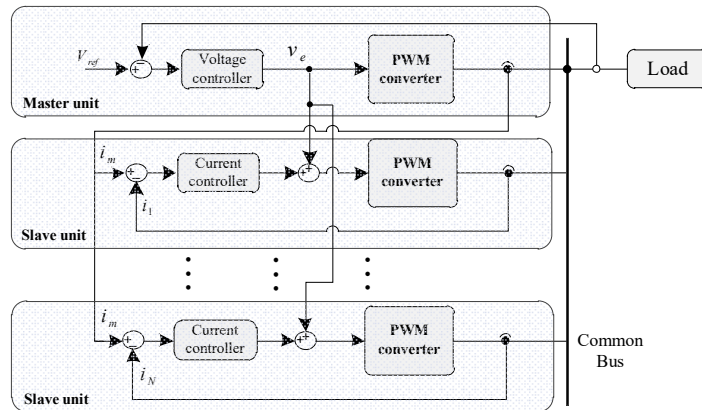 V_ref
Voltage
controller
v_e
PWM
converter
Load
Master unit
i_m
Current
controller
PWM
converter
i_1
Slave unit
i_m
Current
controller
PWM
converter
Common
Bus
i_N
Slave unit